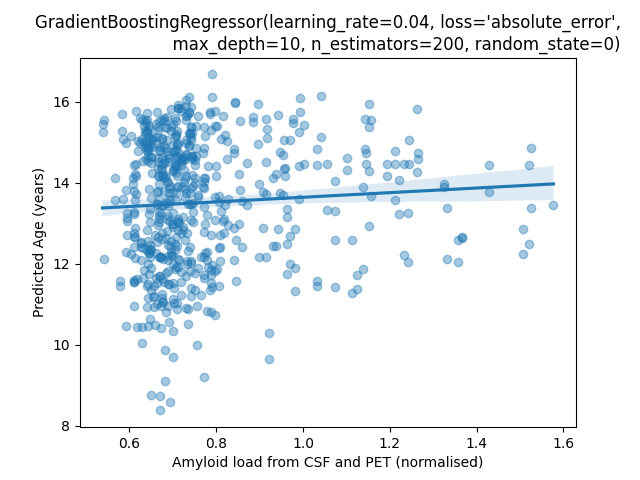 GradientBoostingRegressor(learning_rate=0.04, loss='absolute_error',
max_depth=10, n_estimators=200, random_state=0)
16
14
12
10
8
Predicted Age (years)
0.6 0.8 1.0 1.2 1.4 1.6
Amyloid load from CSF and PET (normalised)